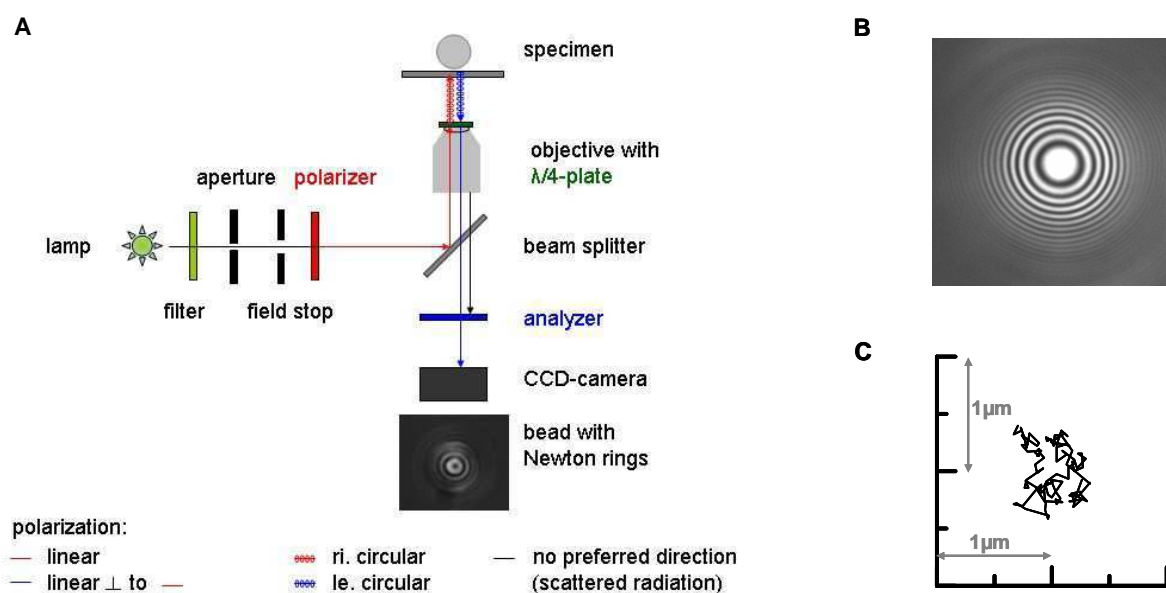 A
specimen
objective with
λ/4-plate
aperture polarizer
lamp
beam splitter
filter field stop
analyzer
CCD-camera
bead with
Newton rings
polarization:
linear
linear ⊥ to
ri. circular
le. circular
no preferred direction
(scattered radiation)
B
C
1µm
1µm